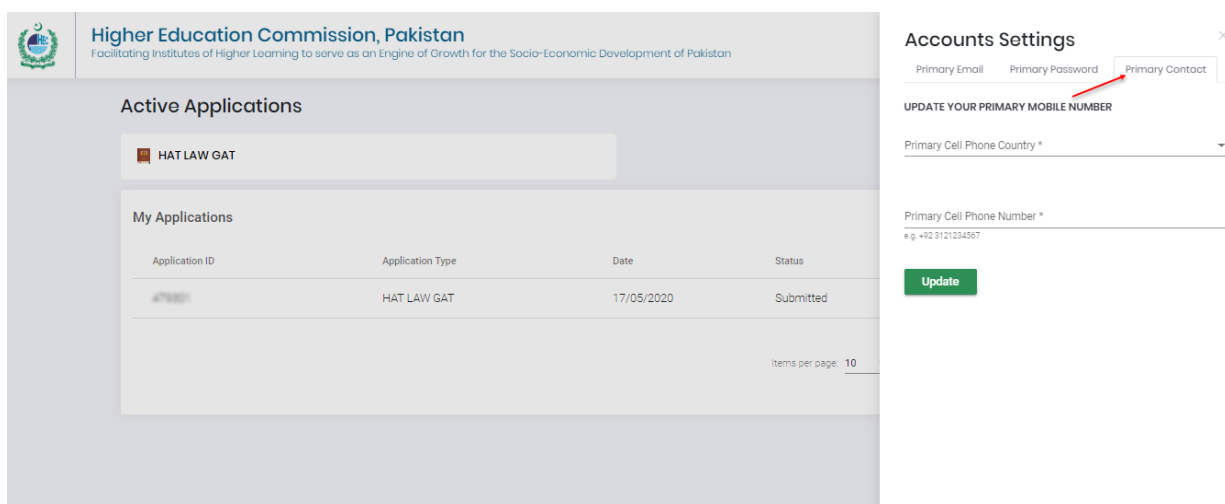 Higher Education Commission, Pakistan
Facilitating Institutes of Higher Learning to serve as an Engine of Growth for the Socio-Economic Development of Pakistan
Active Applications
HAT LAW GAT
My Applications
Application ID Application Type Date Status
HAT LAW GAT 17/05/2020 Submitted
Items per page: 10
Accounts Settings
Primary Email Primary Password Primary Contact
UPDATE YOUR PRIMARY MOBILE NUMBER
Primary Cell Phone Country *
Primary Cell Phone Number *
e.g. +92 3121234567
Update